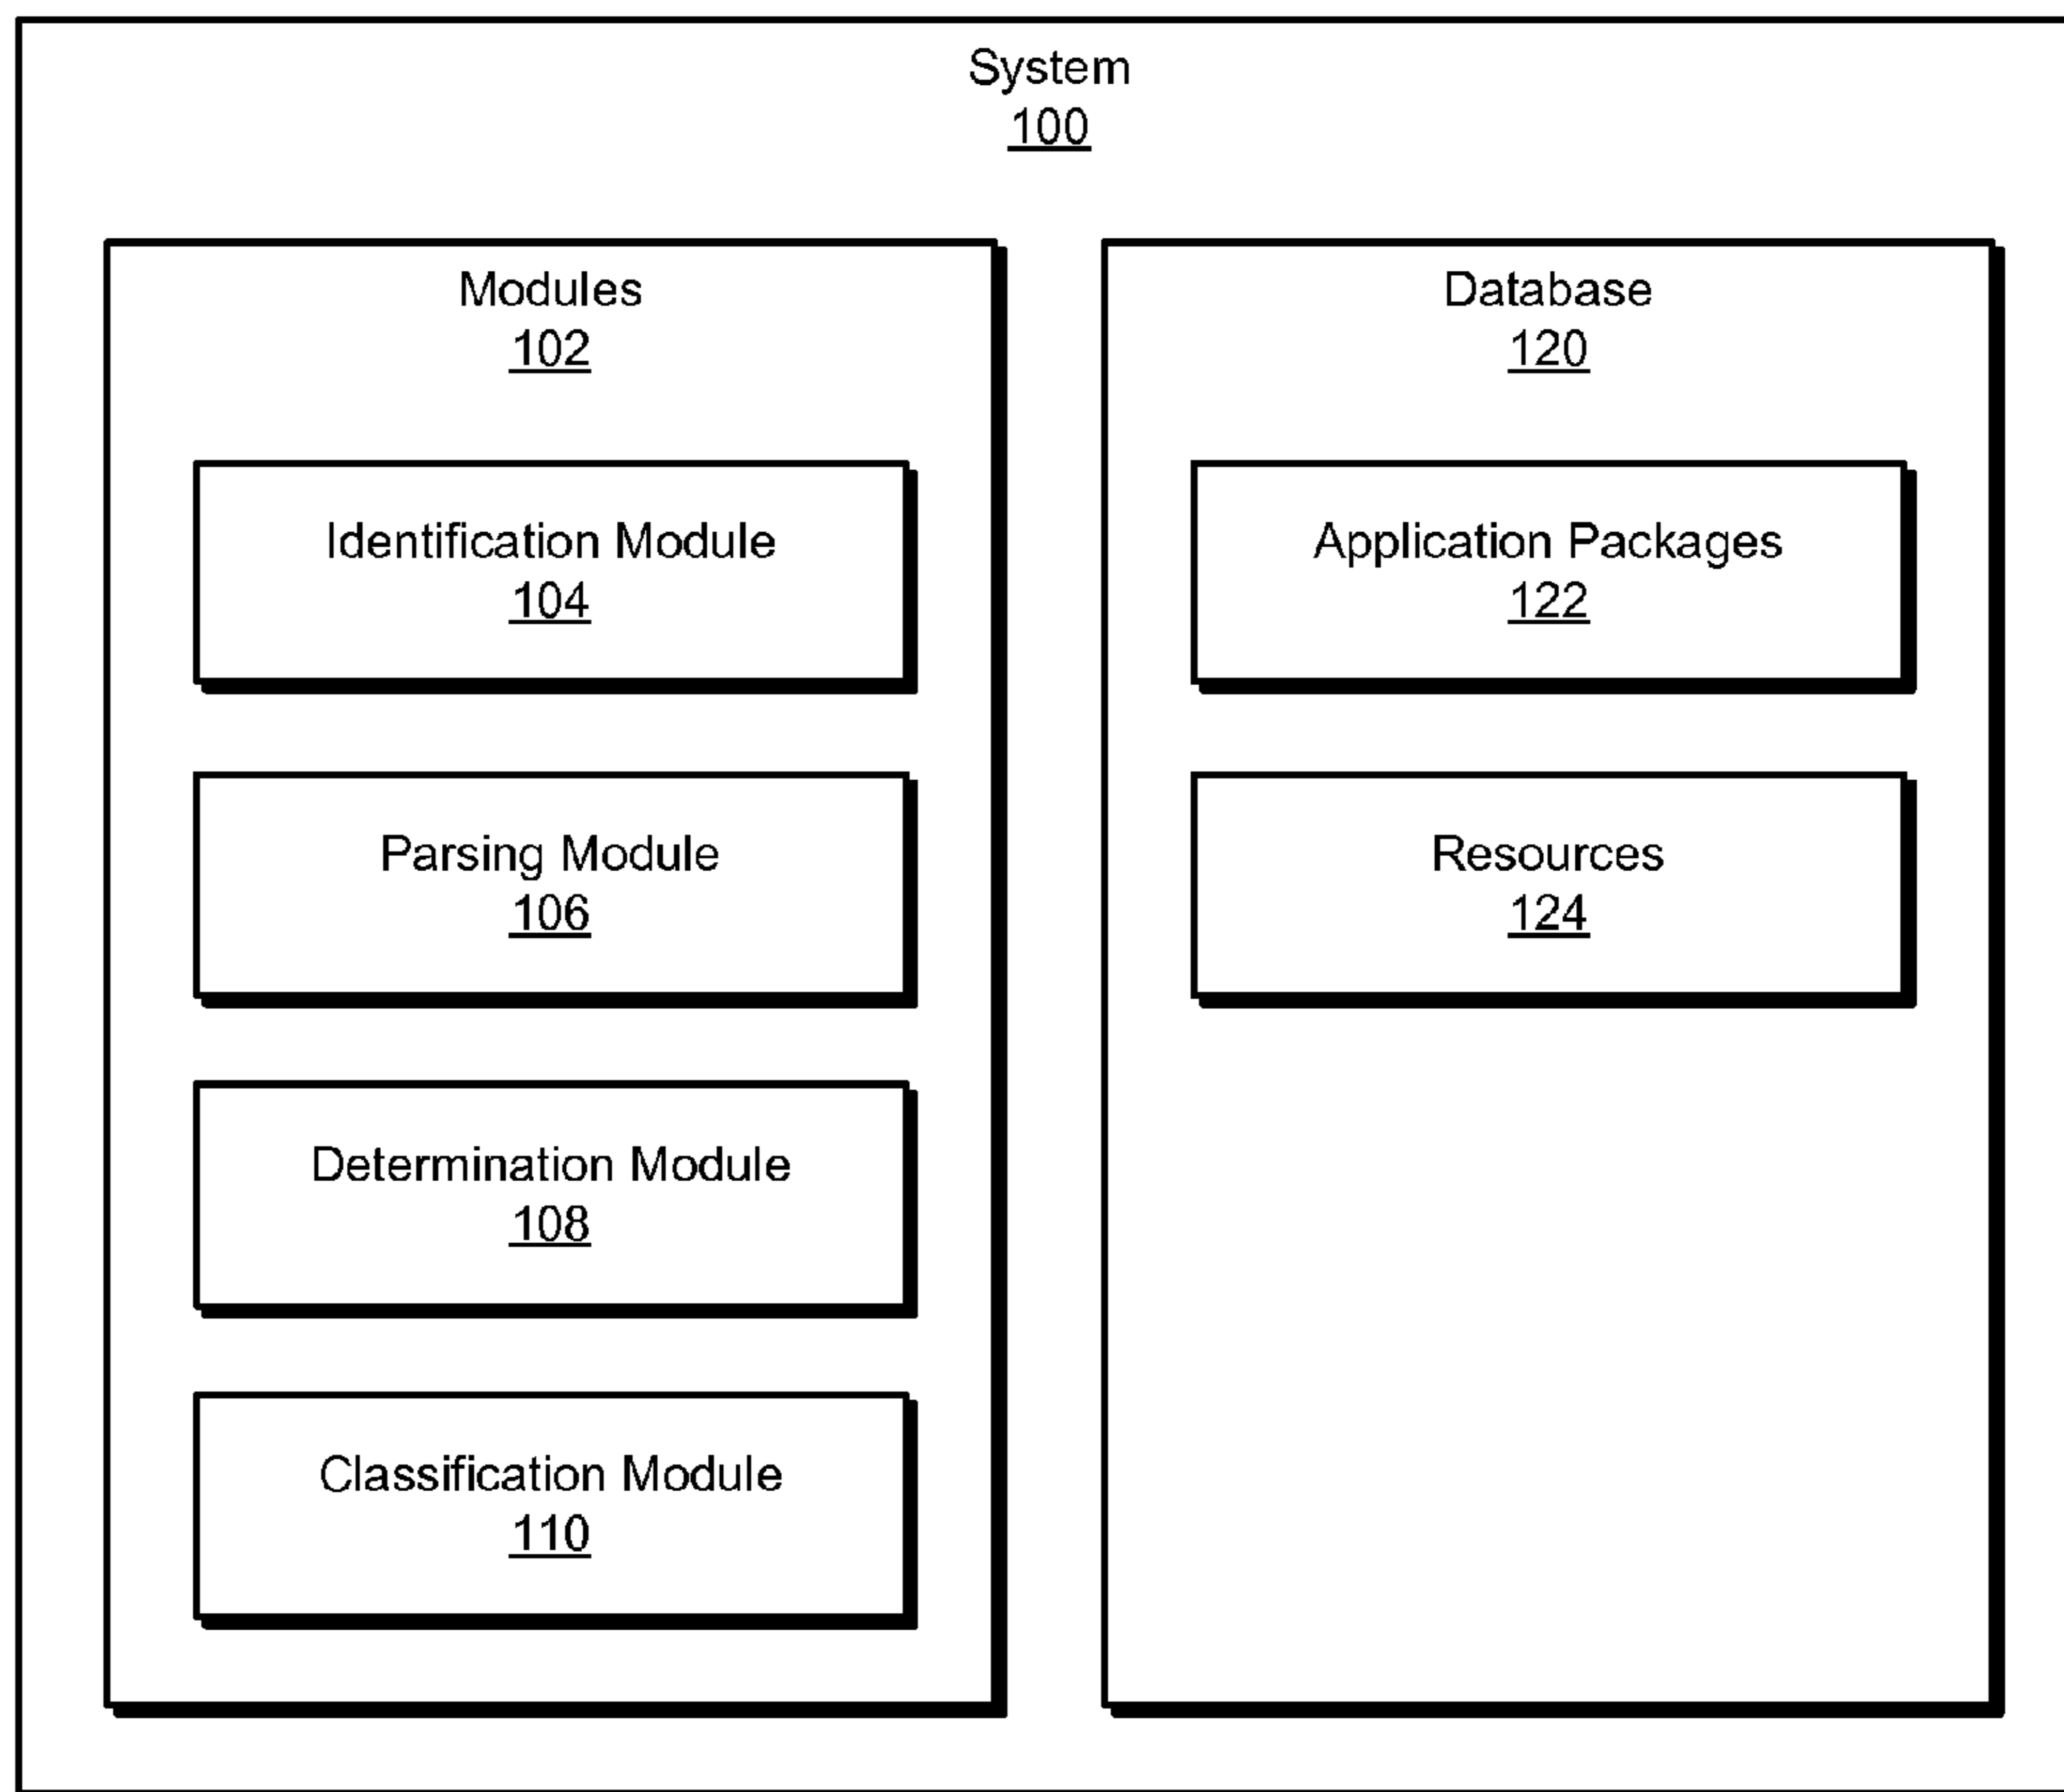 System
100
Modules
102
Identification Module
104
Parsing Module
106
Determination Module
108
Classification Module
110
Database
120
Application Packages
122
Resources
124